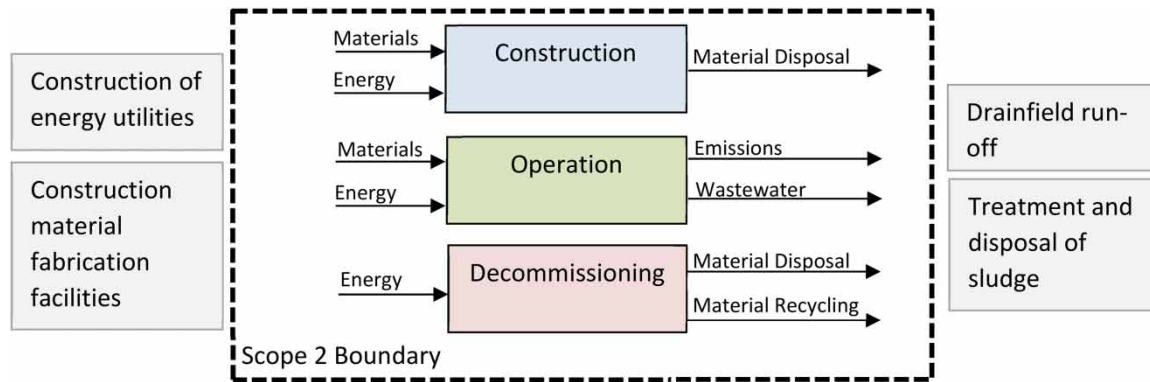 Construction of
energy utilities
Construction
material
fabrication
facilities
Materials
Energy
Construction
Material Disposal
Materials
Energy
Operation
Emissions
Wastewater
Energy
Decommissioning
Material Disposal
Material Recycling
Scope 2 Boundary
Drainfield run-
off
Treatment and
disposal of
sludge